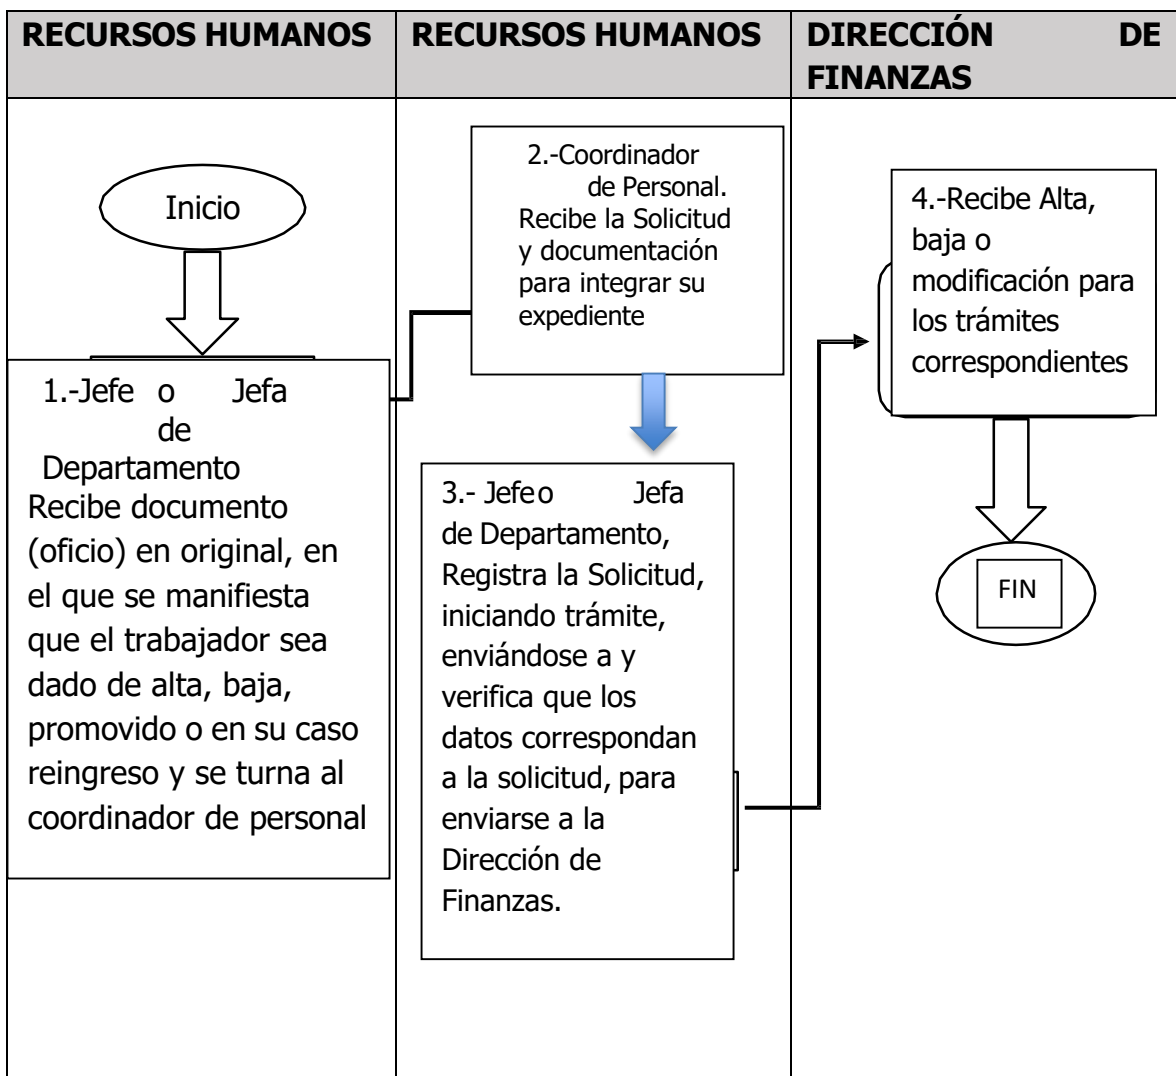 RECURSOS HUMANOS
RECURSOS HUMANOS
DIRECCIÓN DE
FINANZAS
Inicio
1.-Jefe o Jefa
de
Departamento
Recibe documento
(oficio) en original, en
el que se manifiesta
que el trabajador sea
dado de alta, baja,
promovido o en su caso
reingreso y se turna al
coordinador de personal
2.-Coordinador
de Personal.
Recibe la Solicitud
y documentación
para integrar su
expediente
3.- Jefe o Jefa
de Departamento,
Registra la Solicitud,
iniciando trámite,
enviándose a y
verifica que los
datos correspondan
a la solicitud, para
enviarse a la
Dirección de
Finanzas.
4.-Recibe Alta,
baja o
modificación para
los trámites
correspondientes
FIN